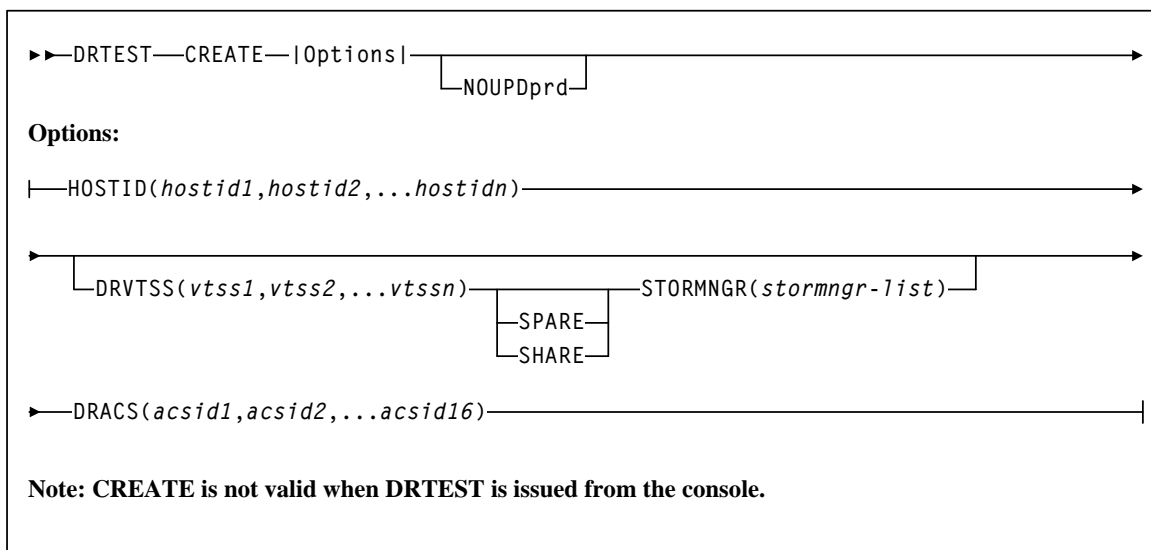 DRTEST CREATE |Options|
NOUPDprd
Options:
HOSTID(hostid1,hostid2,...hostidn)
DRVTSS(vtss1,vtss2,...vtssn) STORMNGR(stormngr-list)
SPARE
SHARE
DRACS(acsid1,acsid2,...acsid16)
Note: CREATE is not valid when DRTEST is issued from the console.